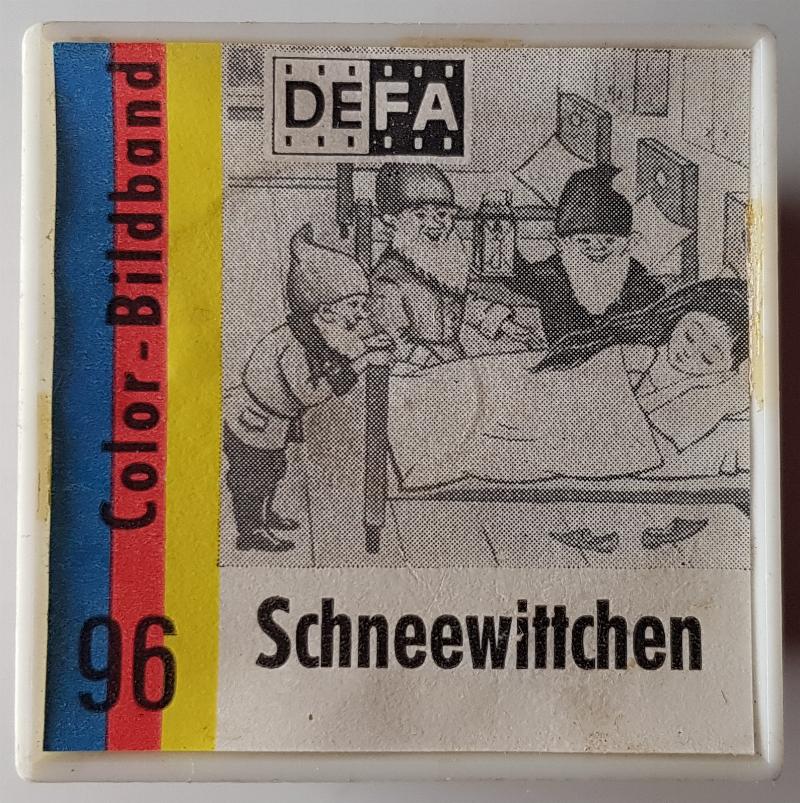 DEFA
Color-Bildband
96
Schneewittchen